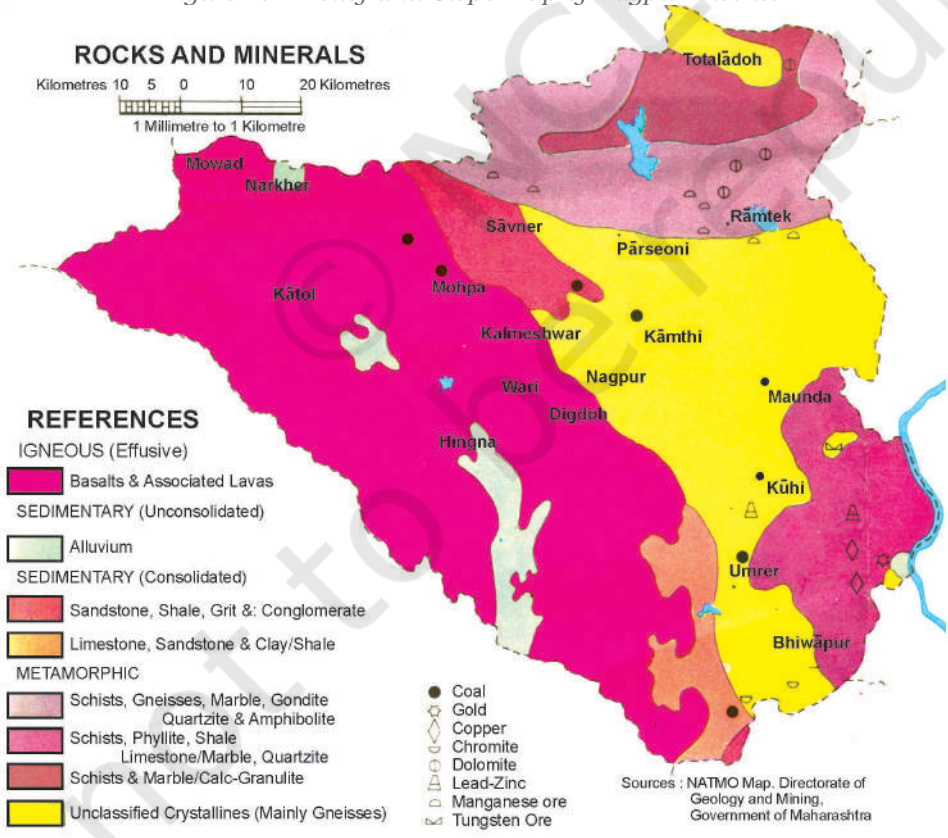 ROCKS AND MINERALS
Kilometres 10 5 0 10 20 Kilometres
1 Millimetre to 1 Kilometre
Totalādoh
Mowad
Narkher
Sāvner
Rāmtek
Pārseoni
Kātol
Mohpa
Kalmeshwar
Kāmthi
Nagpur
Wari
Maunda
Digdoh
Hingna
Kūhi
Umrer
Bhiwāpur
REFERENCES
IGNEOUS (Effusive)
Basalts & Associated Lavas
SEDIMENTARY (Unconsolidated)
Alluvium
SEDIMENTARY (Consolidated)
Sandstone, Shale, Grit &: Conglomerate
Limestone, Sandstone & Clay/Shale
METAMORPHIC
Schists, Gneisses, Marble, Gondite
Quartzite & Amphibolite
Schists, Phyllite, Shale
Limestone/Marble, Quartzite
Schists & Marble/Calc-Granulite
Unclassified Crystallines (Mainly Gneisses)
Coal
Gold
Copper
Chromite
Dolomite
Lead-Zinc
Manganese ore
Tungsten Ore
Sources : NATMO Map, Directorate of
Geology and Mining,
Government of Maharashtra
not to be repu